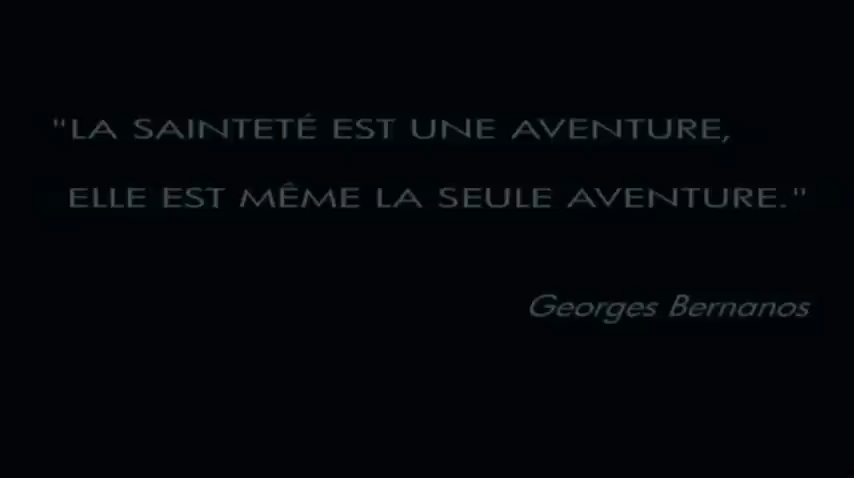 "LA SAINTETÉ EST UNE AVENTURE,
ELLE EST MÊME LA SEULE AVENTURE."
Georges Bernanos